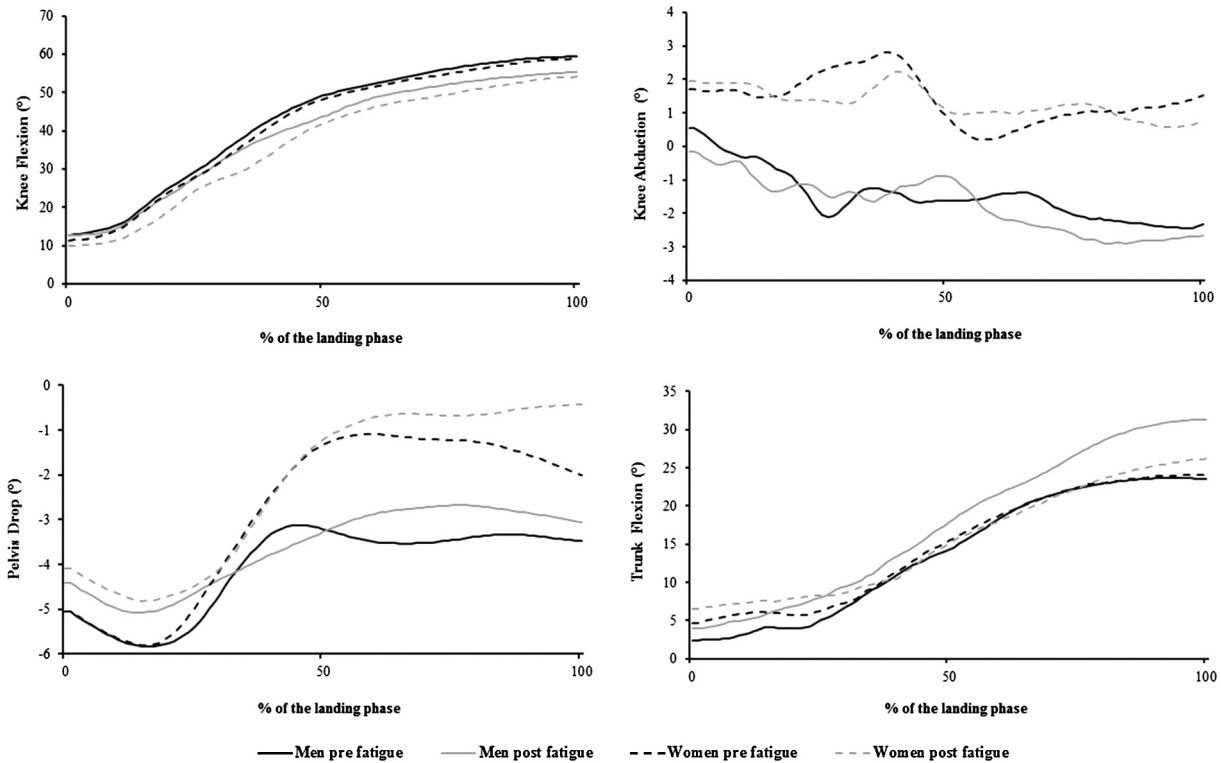 Knee Flexion (°)
70
60
50
40
30
20
10
0
0 50 100
% of the landing phase
Knee Abduction (°)
4
3
2
1
0
-1
-2
-3
-4
0 50 100
% of the landing phase
Pelvis Drop (°)
0
-1
-2
-3
-4
-5
-6
0 50 100
% of the landing phase
Trunk Flexion (°)
35
30
25
20
15
10
5
0
0 50 100
% of the landing phase
Men pre fatigue Men post fatigue Women pre fatigue Women post fatigue